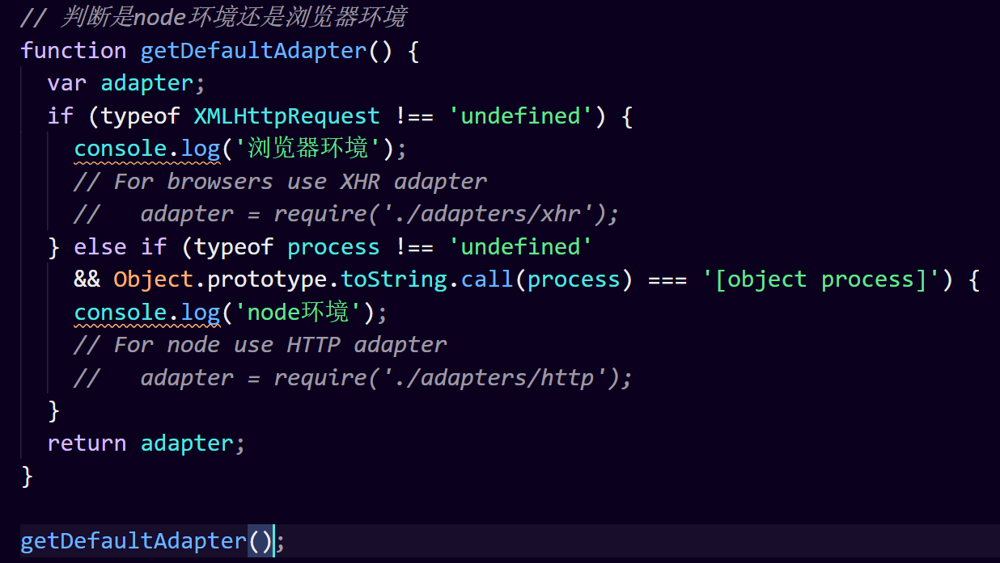 // 判断是node环境还是浏览器环境
function getDefaultAdapter() {
  var adapter;
  if (typeof XMLHttpRequest !== 'undefined') {
    console.log('浏览器环境');
    // For browsers use XHR adapter
    //   adapter = require('./adapters/xhr');
  } else if (typeof process !== 'undefined'
    && Object.prototype.toString.call(process) === '[object process]') {
    console.log('node环境');
    // For node use HTTP adapter
    //   adapter = require('./adapters/http');
  }
  return adapter;
}
getDefaultAdapter();